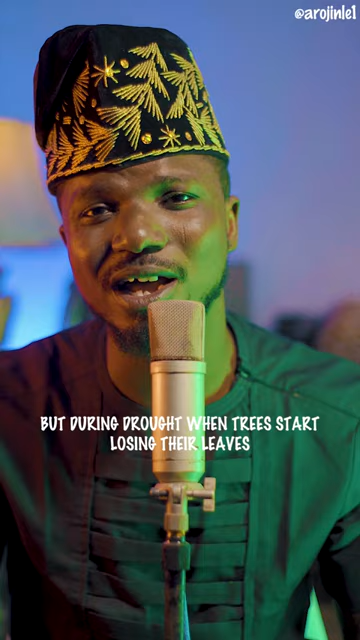 @arojinle1
BUT DURING DROUGHT WHEN TREES START
LOSING THEIR LEAVES